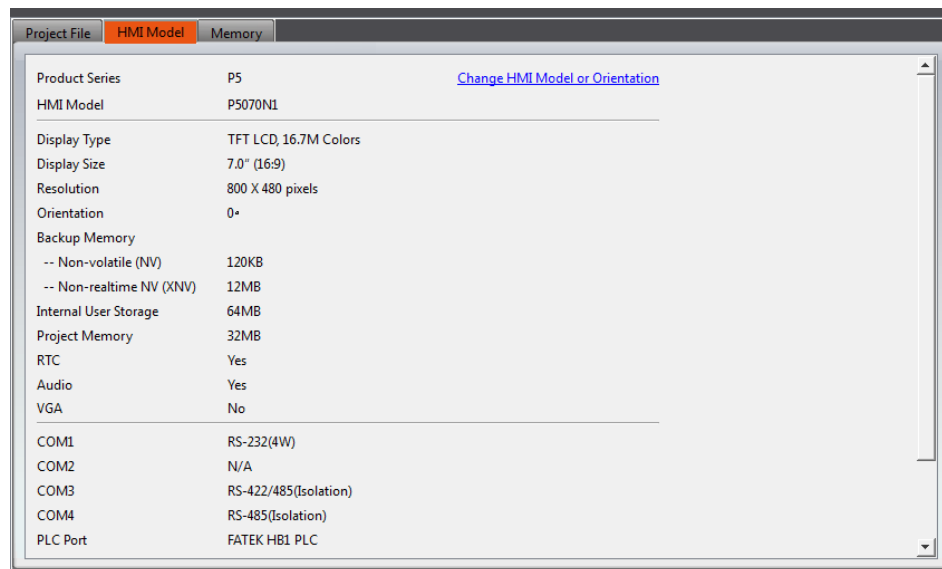 Project File HMI Model Memory
Product Series P5 Change HMI Model or Orientation
HMI Model P5070N1
Display Type TFT LCD, 16.7M Colors
Display Size 7.0" (16:9)
Resolution 800 X 480 pixels
Orientation 0°
Backup Memory
-- Non-volatile (NV) 120KB
-- Non-realtime NV (XNV) 12MB
Internal User Storage 64MB
Project Memory 32MB
RTC Yes
Audio Yes
VGA No
COM1 RS-232(4W)
COM2 N/A
COM3 RS-422/485(Isolation)
COM4 RS-485(Isolation)
PLC Port FATEK HB1 PLC